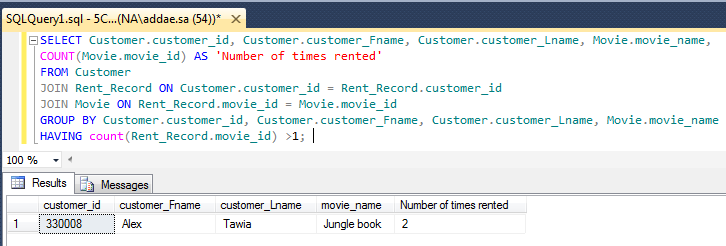 SQLQuery1.sql - 5C...(NA\addae.sa (54))*
SELECT Customer.customer_id, Customer.customer_Fname, Customer.customer_Lname, Movie.movie_name,
COUNT(Movie.movie_id) AS 'Number of times rented'
FROM Customer
JOIN Rent_Record ON Customer.customer_id = Rent_Record.customer_id
JOIN Movie ON Rent_Record.movie_id = Movie.movie_id
GROUP BY Customer.customer_id, Customer.customer_Fname, Customer.customer_Lname, Movie.movie_name
HAVING count(Rent_Record.movie_id) >1;
100 %
Results Messages
customer_id customer_Fname customer_Lname movie_name Number of times rented
1 330008 Alex Tawia Jungle book 2